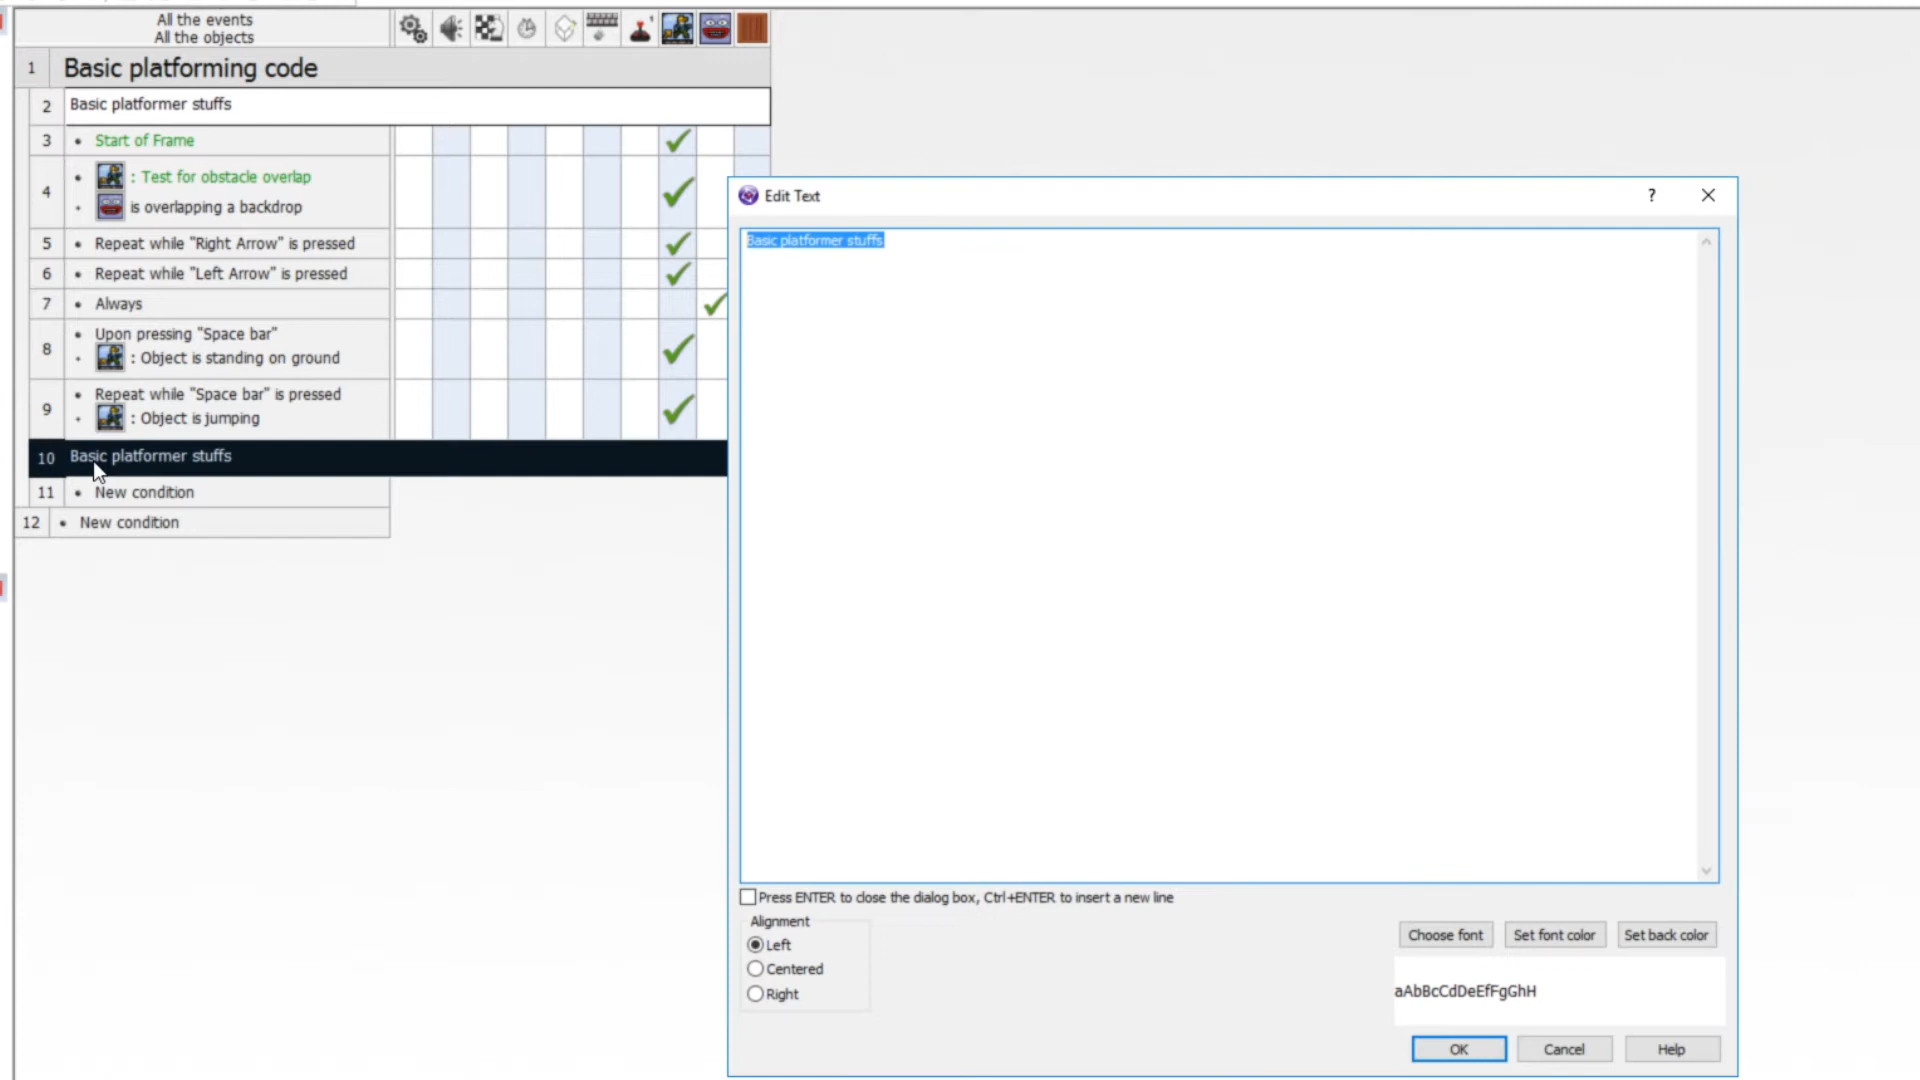 All the events
All the objects
1 Basic platforming code
2 Basic platformer stuffs
3 • Start of Frame
4 • : Test for obstacle overlap
• is overlapping a backdrop
5 • Repeat while "Right Arrow" is pressed
6 • Repeat while "Left Arrow" is pressed
7 • Always
8 • Upon pressing "Space bar"
• : Object is standing on ground
9 • Repeat while "Space bar" is pressed
• : Object is jumping
10 Basic platformer stuffs
11 • New condition
12 • New condition
Edit Text ?
Basic platformer stuffs
Press ENTER to close the dialog box, Ctrl+ENTER to insert a new line
Alignment
Left
Centered
Right
Choose font Set font color Set back color
aAbBcCdDeEfFgGhH
OK Cancel Help